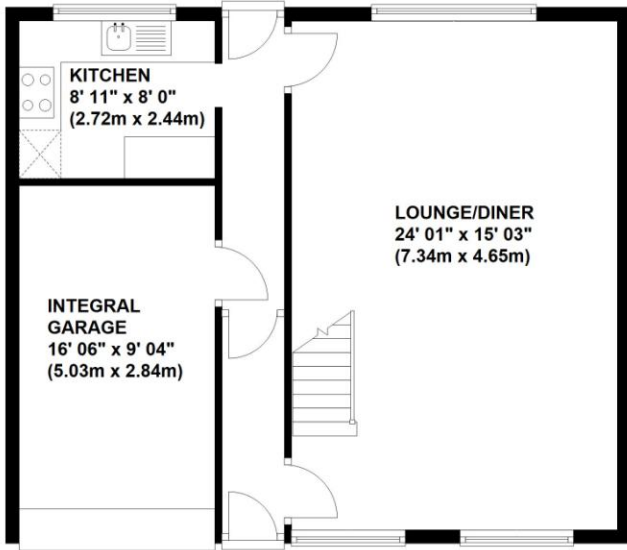 KITCHEN
8' 11" x 8' 0"
(2.72m x 2.44m)
LOUNGE/DINER
24' 01" x 15' 03"
(7.34m x 4.65m)
INTEGRAL
GARAGE
16' 06" x 9' 04"
(5.03m x 2.84m)